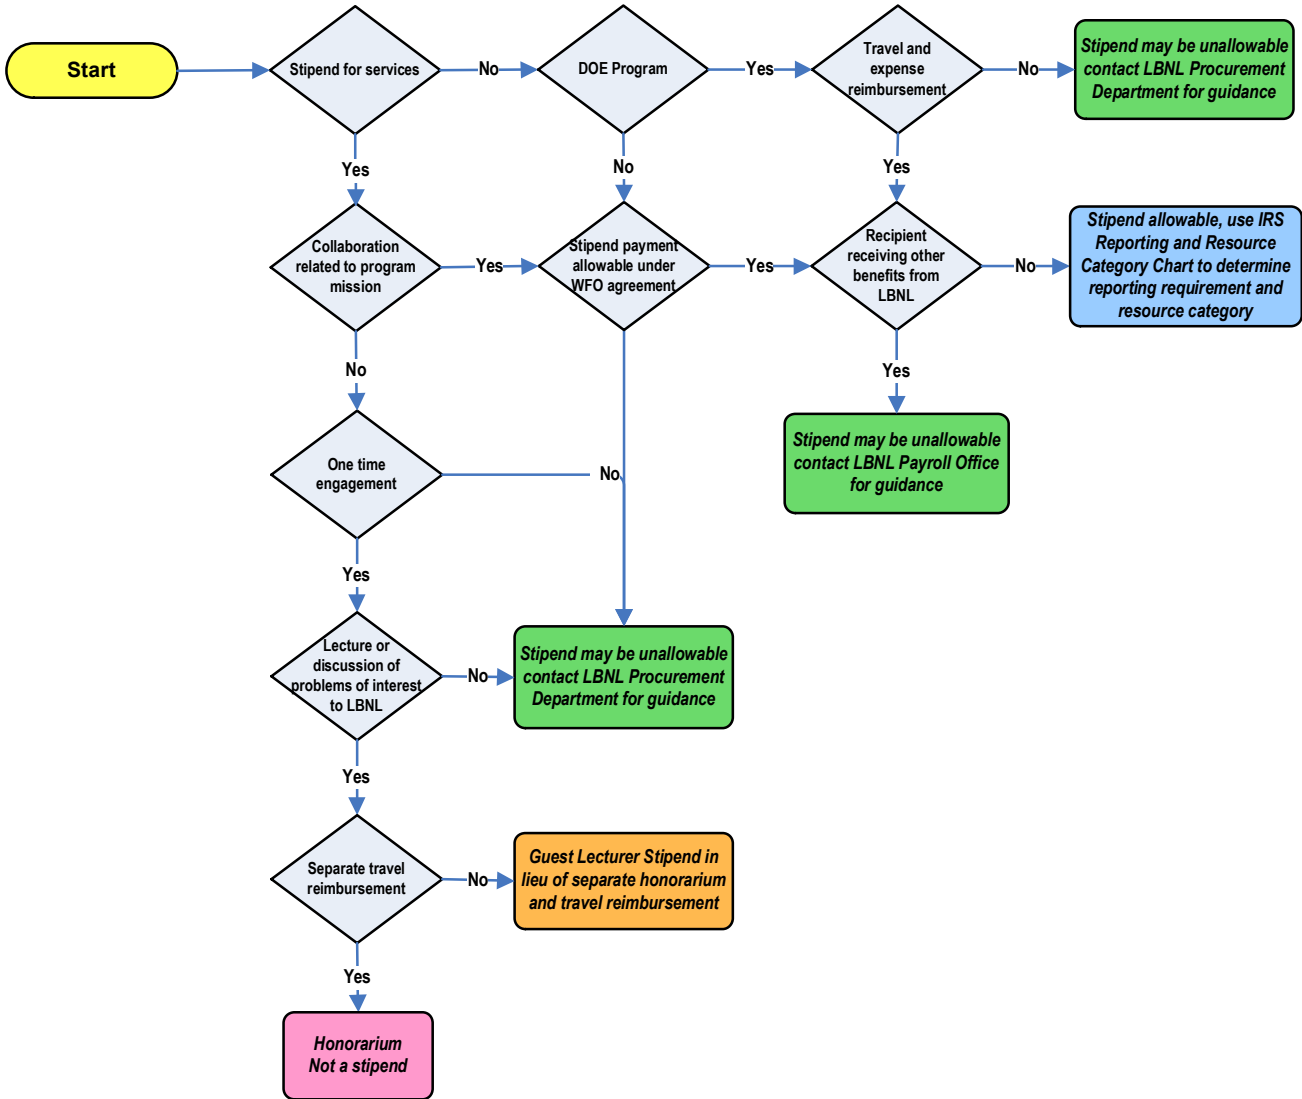 Start
Stipend for services
No
DOE Program
Yes
Travel and
expense
reimbursement
No
Stipend may be unallowable
contact LBNL Procurement
Department for guidance
Yes
No
Yes
Collaboration
related to program
mission
Yes
Stipend payment
allowable under
WFO agreement
Yes
Recipient
receiving other
benefits from
LBNL
No
Stipend allowable, use IRS
Reporting and Resource
Category Chart to determine
reporting requirement and
resource category
No
Yes
One time
engagement
No
Stipend may be unallowable
contact LBNL Payroll Office
for guidance
Yes
Lecture or
discussion of
problems of interest
to LBNL
No
Stipend may be unallowable
contact LBNL Procurement
Department for guidance
Yes
Separate travel
reimbursement
No
Guest Lecturer Stipend in
lieu of separate honorarium
and travel reimbursement
Yes
Honorarium
Not a stipend